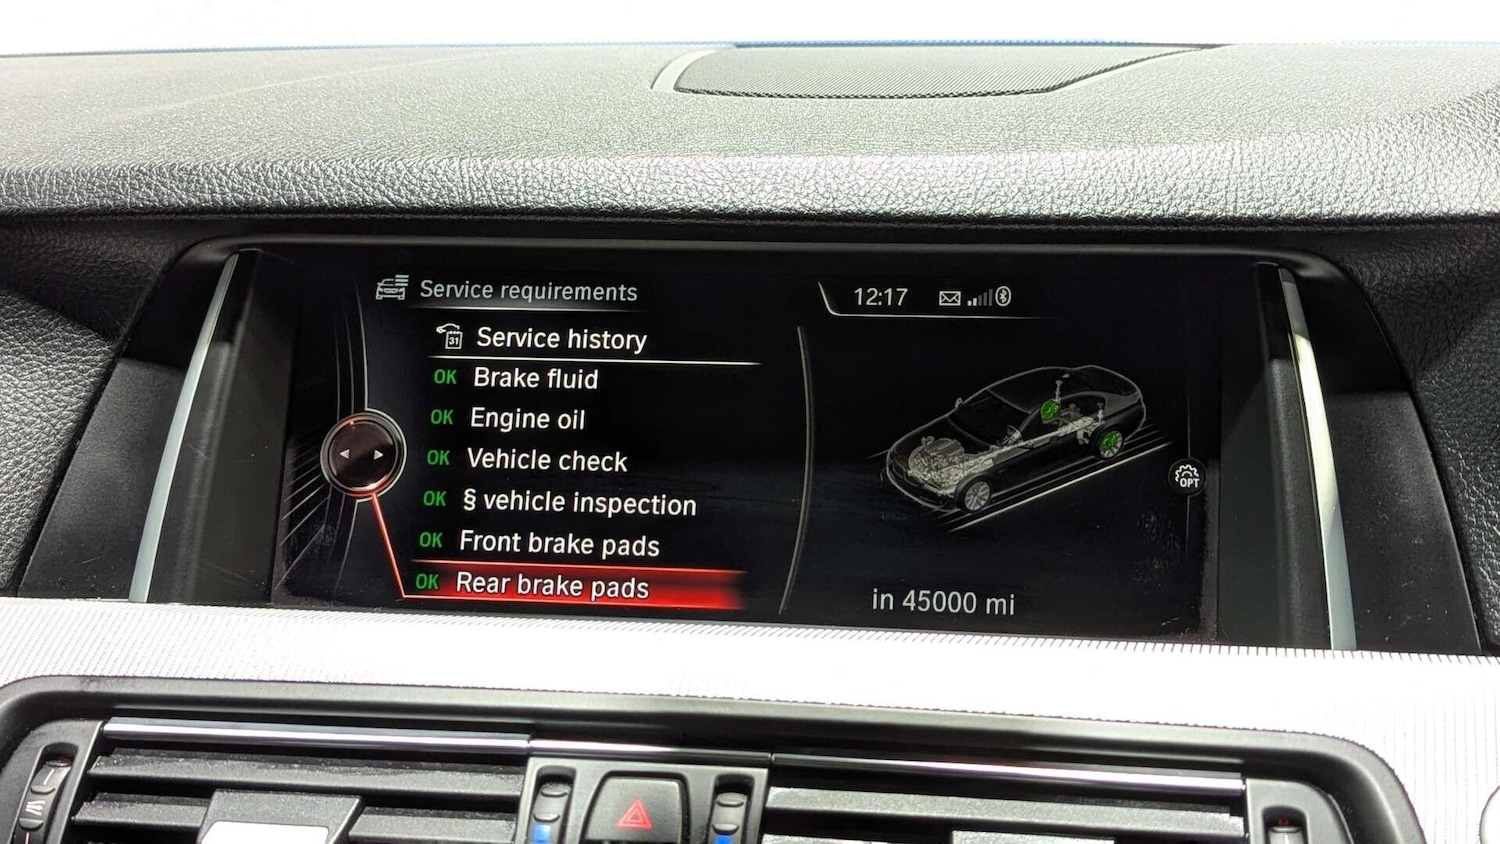 Service requirements
12:17
31 Service history
OK Brake fluid
OK Engine oil
OK Vehicle check
OK § vehicle inspection
OK Front brake pads
OK Rear brake pads
OPT
in 45000 mi